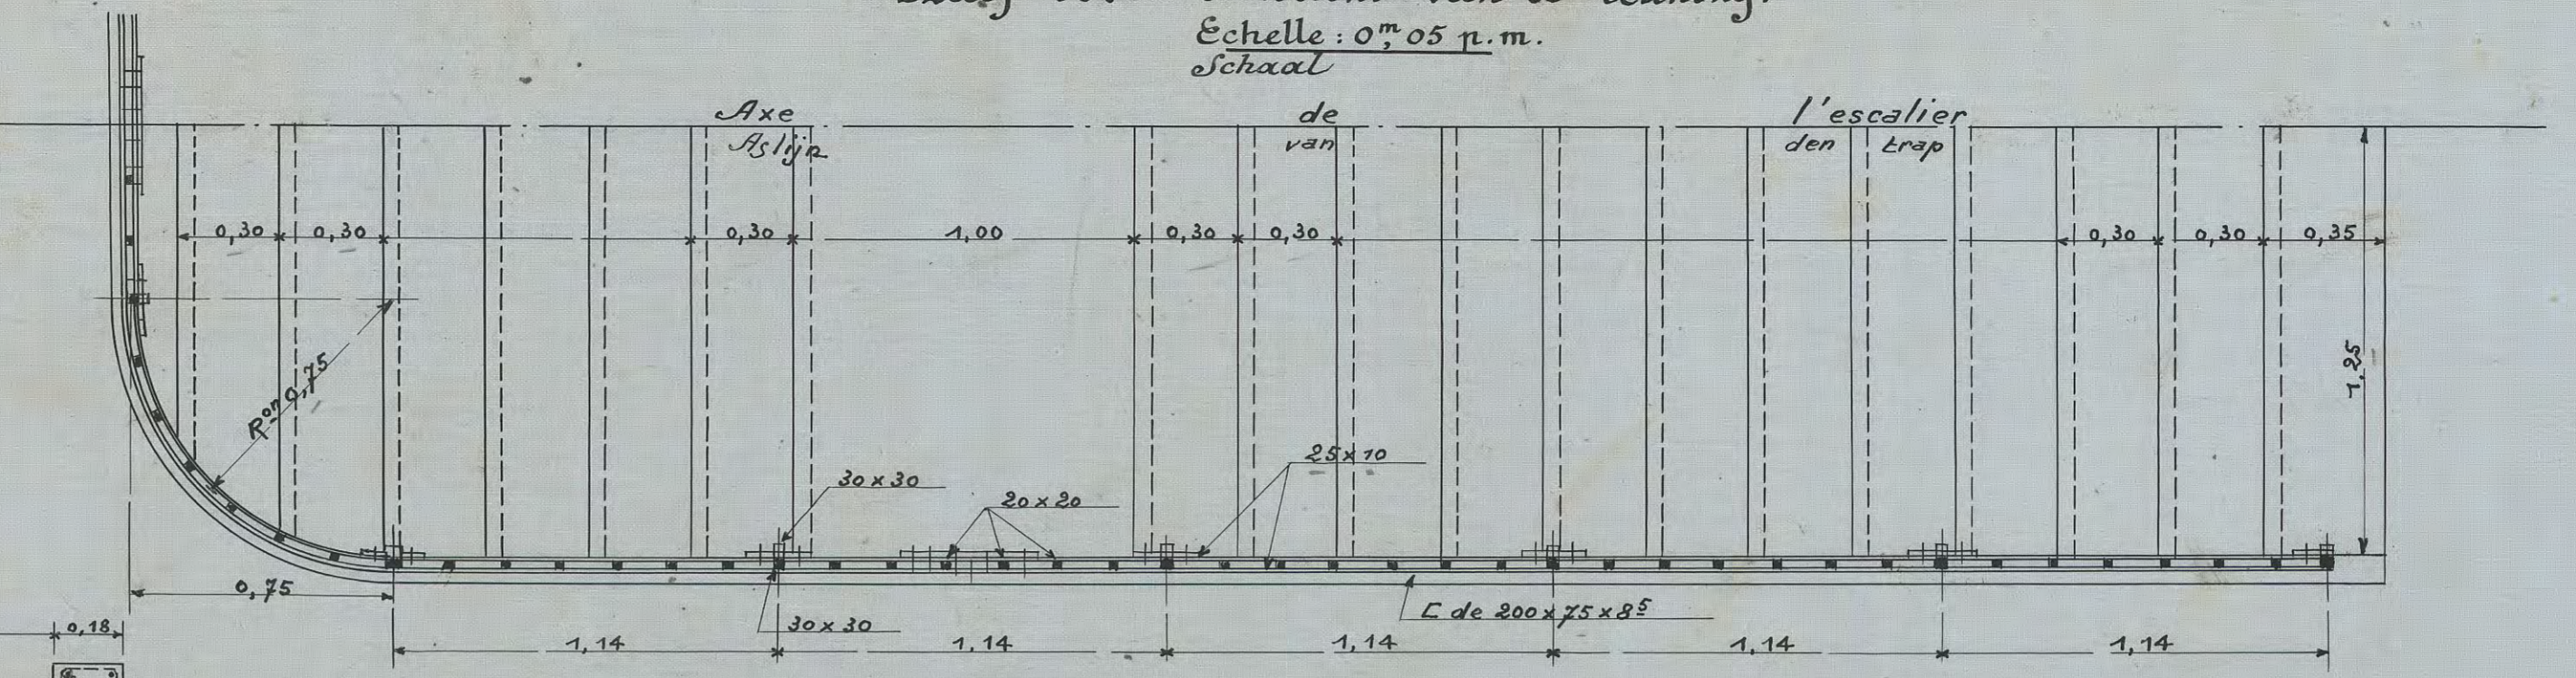 Echelle : 0,ᵐ 05 p.m.
Schaal
Axe de l'escalier
Aslijn van den trap
0,30 0,30 0,30 1,00 0,30 0,30 0,30 0,30 0,35
1,25
Rᵒⁿ 0,75
25 x 10
30 x 30
20 x 20
0,75
[ de 200 x 75 x 8⁵
30 x 30
0,18
1,14 1,14 1,14 1,14 1,14